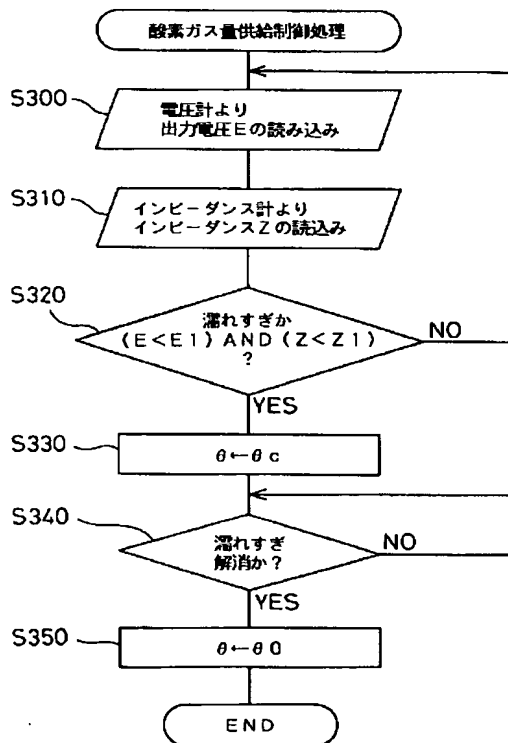 酸素ガス量供給制御処理
S300
電圧計より
出力電圧Eの読み込み
S310
インピーダンス計より
インピーダンスZの読込み
S320
濡れすぎか
(E<E1) AND (Z<Z1)
?
NO
YES
S330
θ←θc
S340
濡れすぎ
解消か?
NO
YES
S350
θ←θ0
END